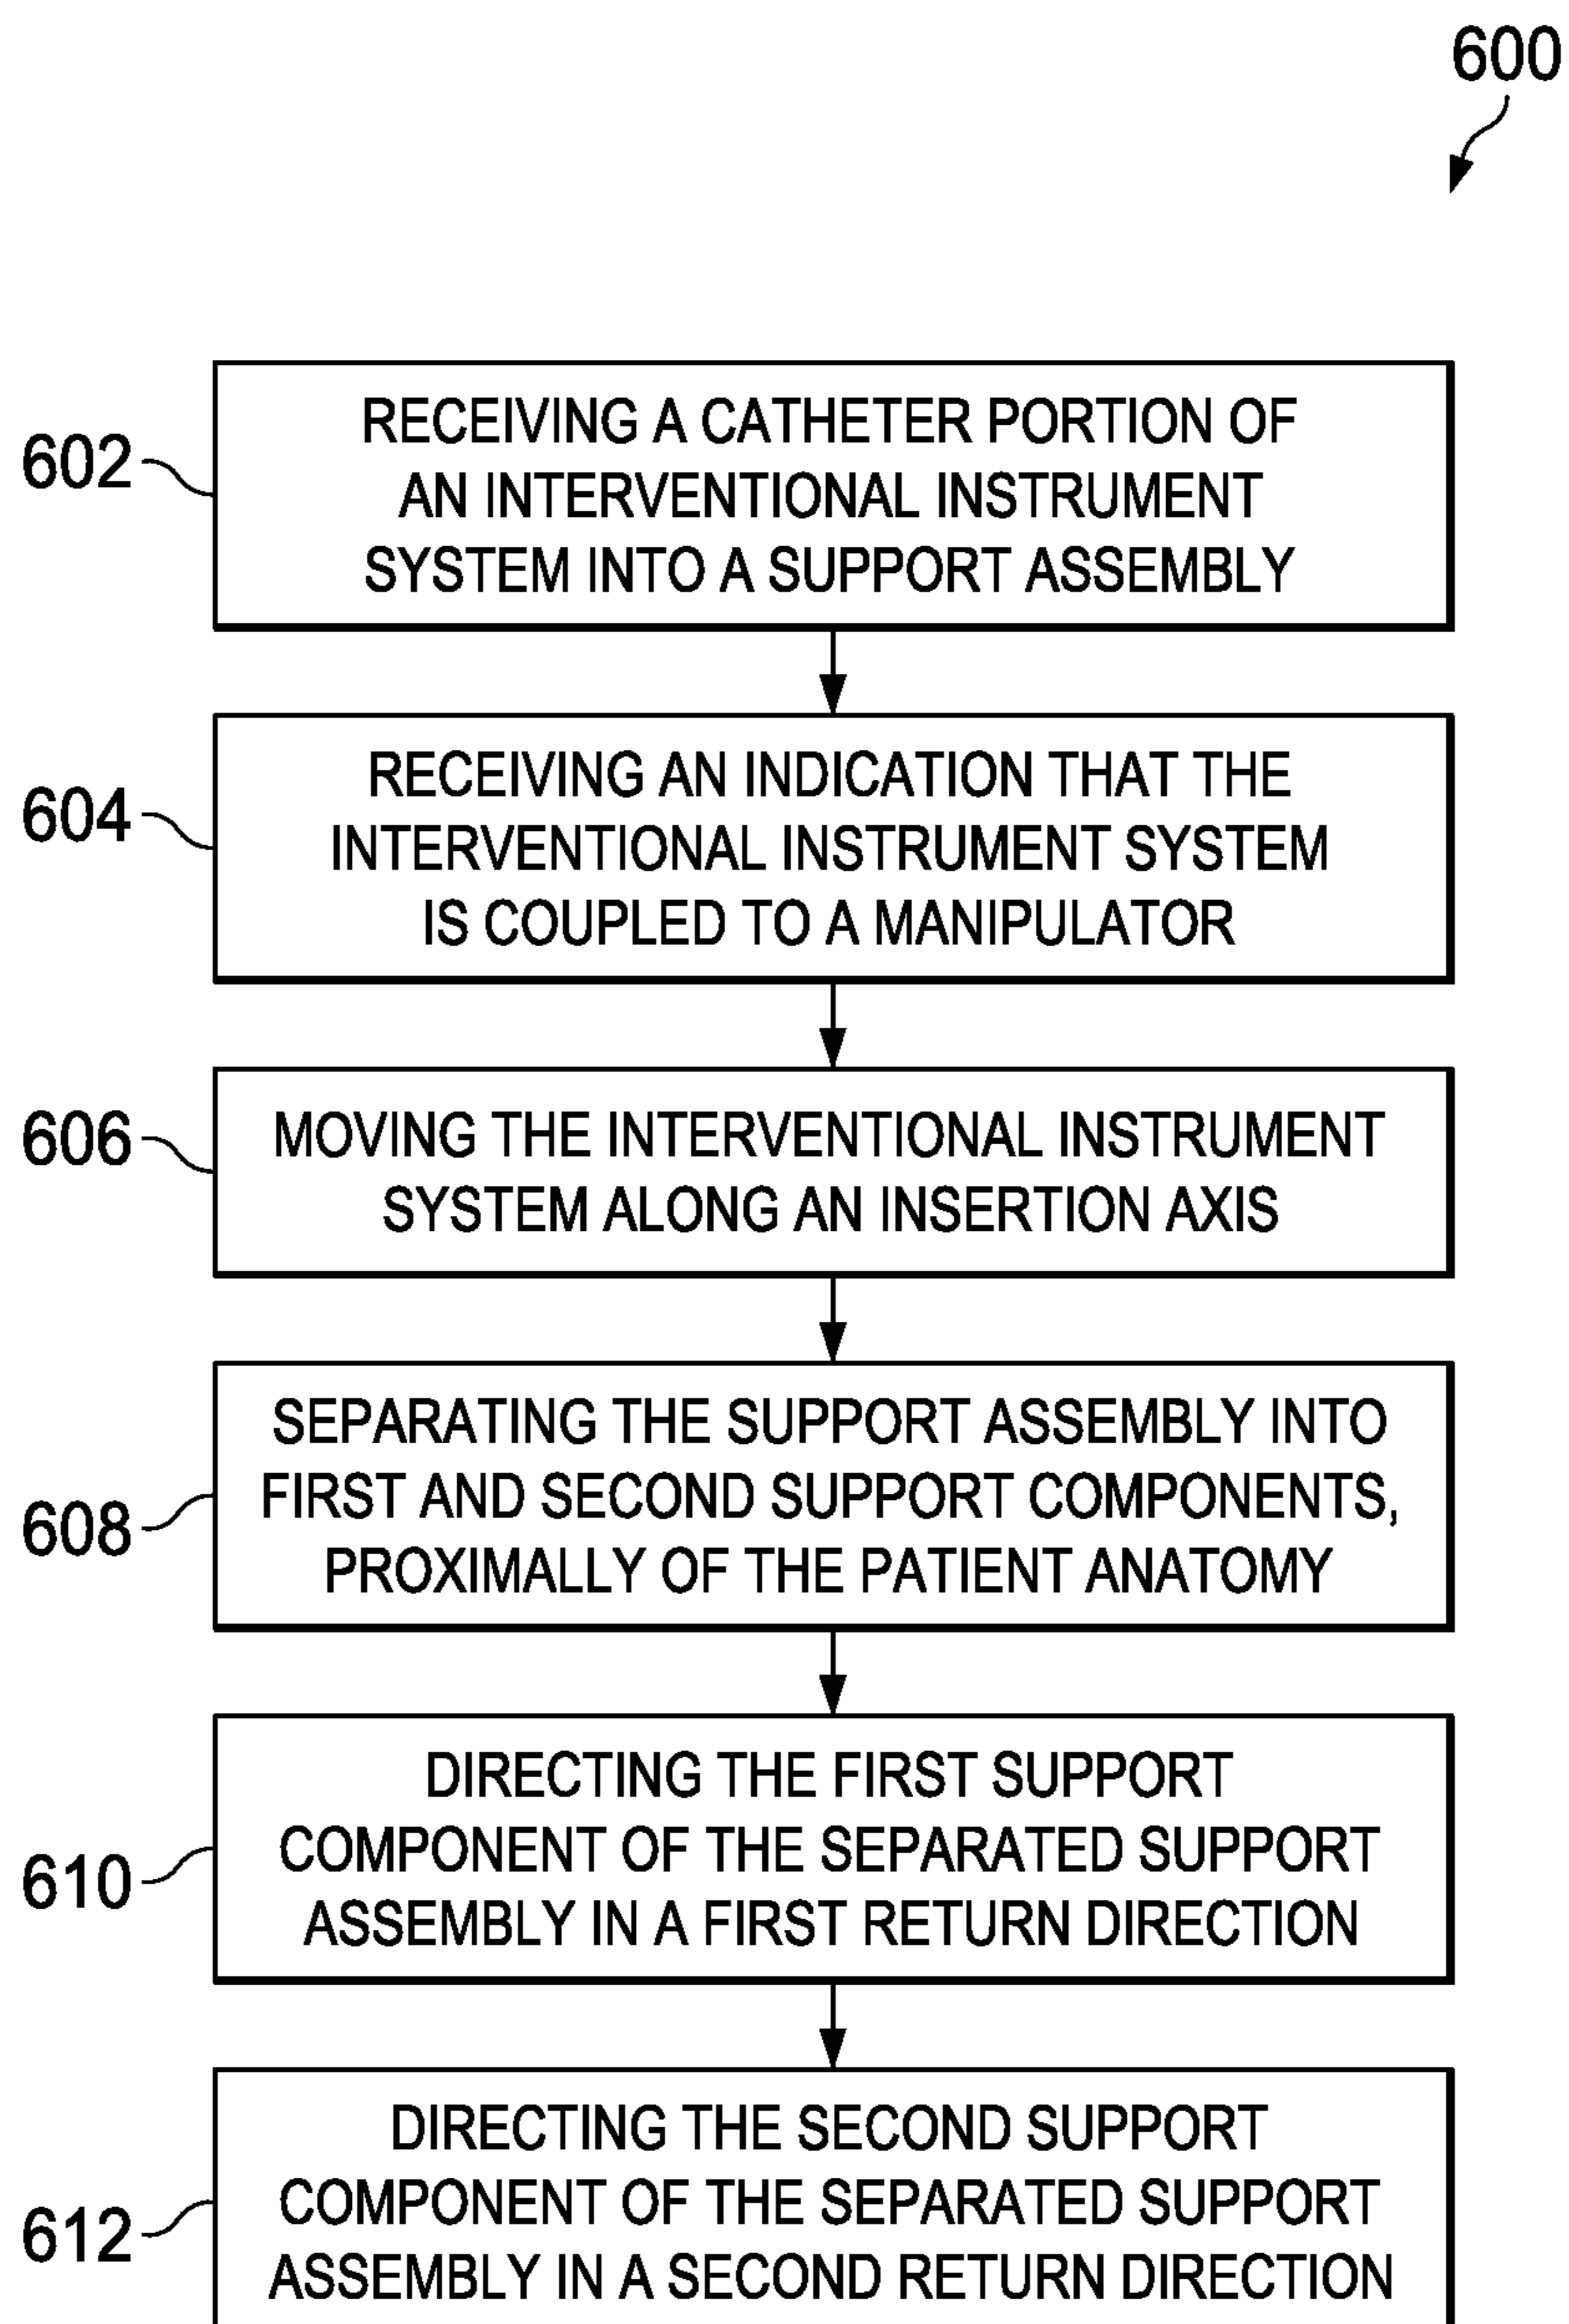 600
602
RECEIVING A CATHETER PORTION OF
AN INTERVENTIONAL INSTRUMENT
SYSTEM INTO A SUPPORT ASSEMBLY
604
RECEIVING AN INDICATION THAT THE
INTERVENTIONAL INSTRUMENT SYSTEM
IS COUPLED TO A MANIPULATOR
606
MOVING THE INTERVENTIONAL INSTRUMENT
SYSTEM ALONG AN INSERTION AXIS
608
SEPARATING THE SUPPORT ASSEMBLY INTO
FIRST AND SECOND SUPPORT COMPONENTS,
PROXIMALLY OF THE PATIENT ANATOMY
610
DIRECTING THE FIRST SUPPORT
COMPONENT OF THE SEPARATED SUPPORT
ASSEMBLY IN A FIRST RETURN DIRECTION
612
DIRECTING THE SECOND SUPPORT
COMPONENT OF THE SEPARATED SUPPORT
ASSEMBLY IN A SECOND RETURN DIRECTION